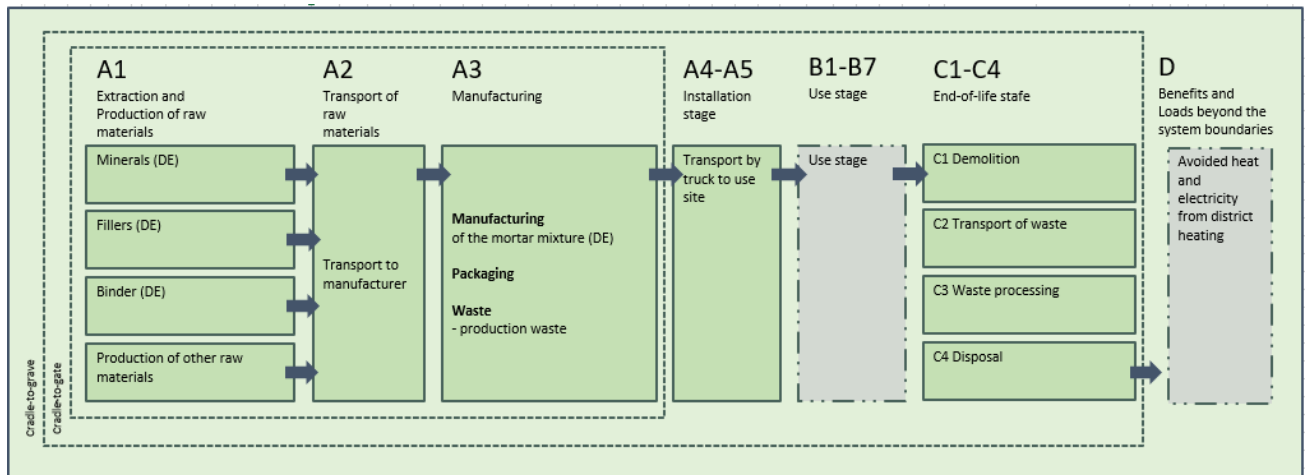 A1
Extraction and
Production of raw
materials
Minerals (DE)
Fillers (DE)
Binder (DE)
Production of other raw
materials
A2
Transport of
raw
materials
Transport to
manufacturer
A3
Manufacturing
Manufacturing
of the mortar mixture (DE)
Packaging
Waste
- production waste
A4-A5
Installation
stage
Transport by
truck to use
site
B1-B7
Use stage
Use stage
C1-C4
End-of-life stafe
C1 Demolition
C2 Transport of waste
C3 Waste processing
C4 Disposal
D
Benefits and
Loads beyond the
system boundaries
Avoided heat
and
electricity
from district
heating
Cradle-to-grave
Cradle-to-gate